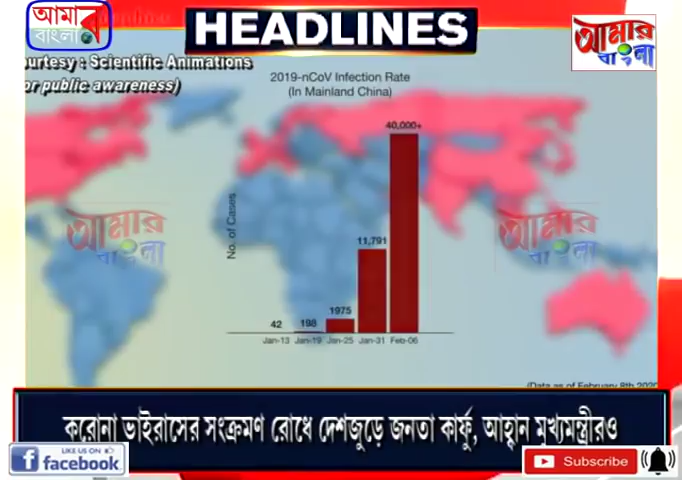 আমার
বাংলা
HEADLINES
আমার
বাংলা
ourtesy : Scientific Animations
or public awareness)
2019-nCoV Infection Rate
(In Mainland China)
40,000+
11,791
1975
198
42
No. of Cases
Jan-13 Jan-19 Jan-25 Jan-31 Feb-06
আমার
বাংলা
আমার
বাংলা
(Data as of February 8th 2020
করোনা ভাইরাসের সংক্রমণ রোধে দেশজুড়ে জনতা কার্ফু, আহ্বান মুখ্যমন্ত্রীরও
LIKE US ON
facebook
Subscribe